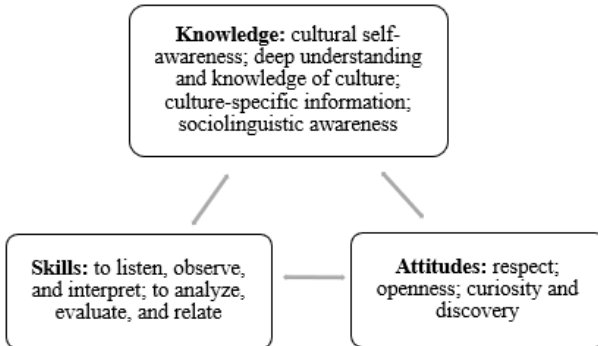 Knowledge: cultural self-
awareness; deep understanding
and knowledge of culture;
culture-specific information;
sociolinguistic awareness
Skills: to listen, observe,
and interpret; to analyze,
evaluate, and relate
Attitudes: respect;
openness; curiosity and
discovery